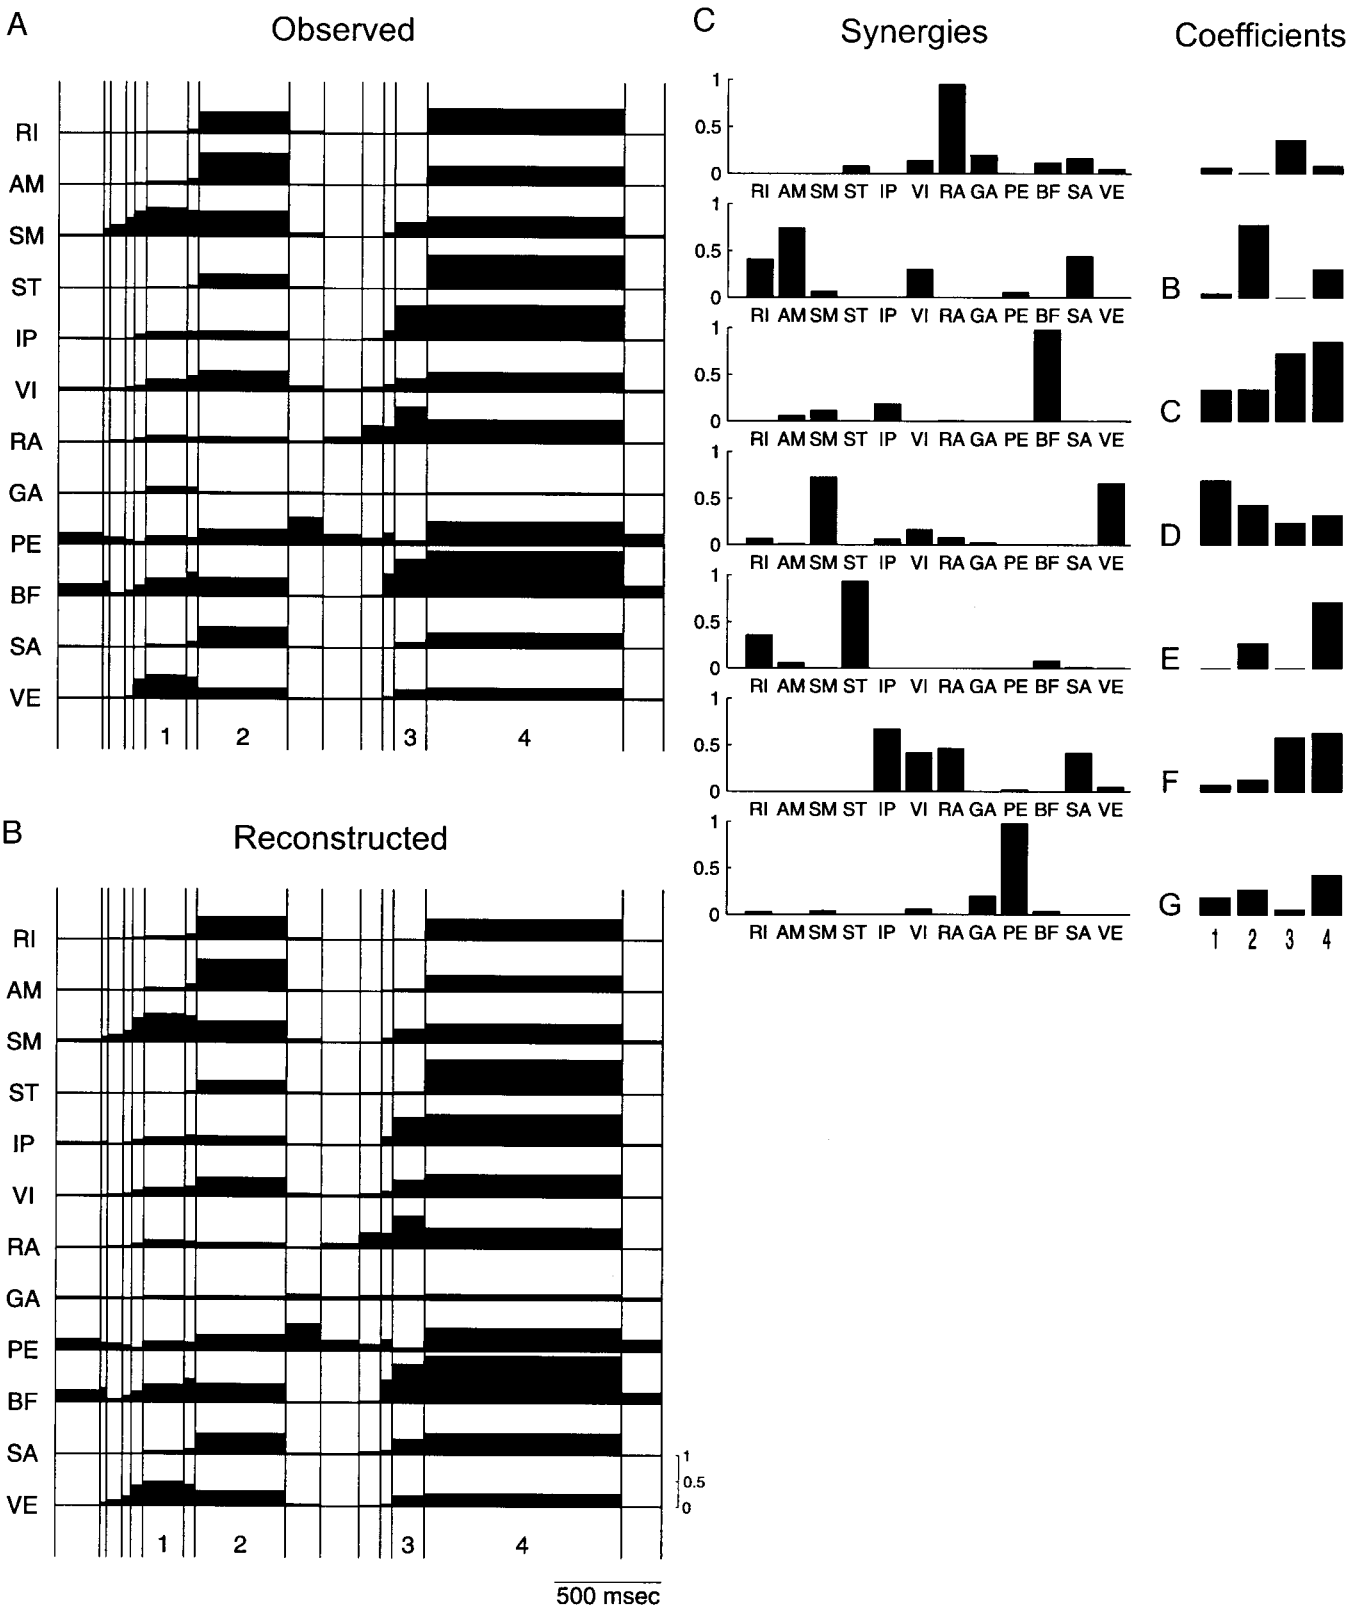 A
Observed
RI
AM
SM
ST
IP
VI
RA
GA
PE
BF
SA
VE
1 2 3 4
B
Reconstructed
RI
AM
SM
ST
IP
VI
RA
GA
PE
BF
SA
VE
1
0.5
0
1 2 3 4
500 msec
C
Synergies
Coefficients
1
0.5
0
RI AM SM ST IP VI RA GA PE BF SA VE
1
0.5
0
B
RI AM SM ST IP VI RA GA PE BF SA VE
1
0.5
0
C
RI AM SM ST IP VI RA GA PE BF SA VE
1
0.5
0
D
RI AM SM ST IP VI RA GA PE BF SA VE
1
0.5
0
E
RI AM SM ST IP VI RA GA PE BF SA VE
1
0.5
0
F
RI AM SM ST IP VI RA GA PE BF SA VE
1
0.5
0
G
RI AM SM ST IP VI RA GA PE BF SA VE
1 2 3 4